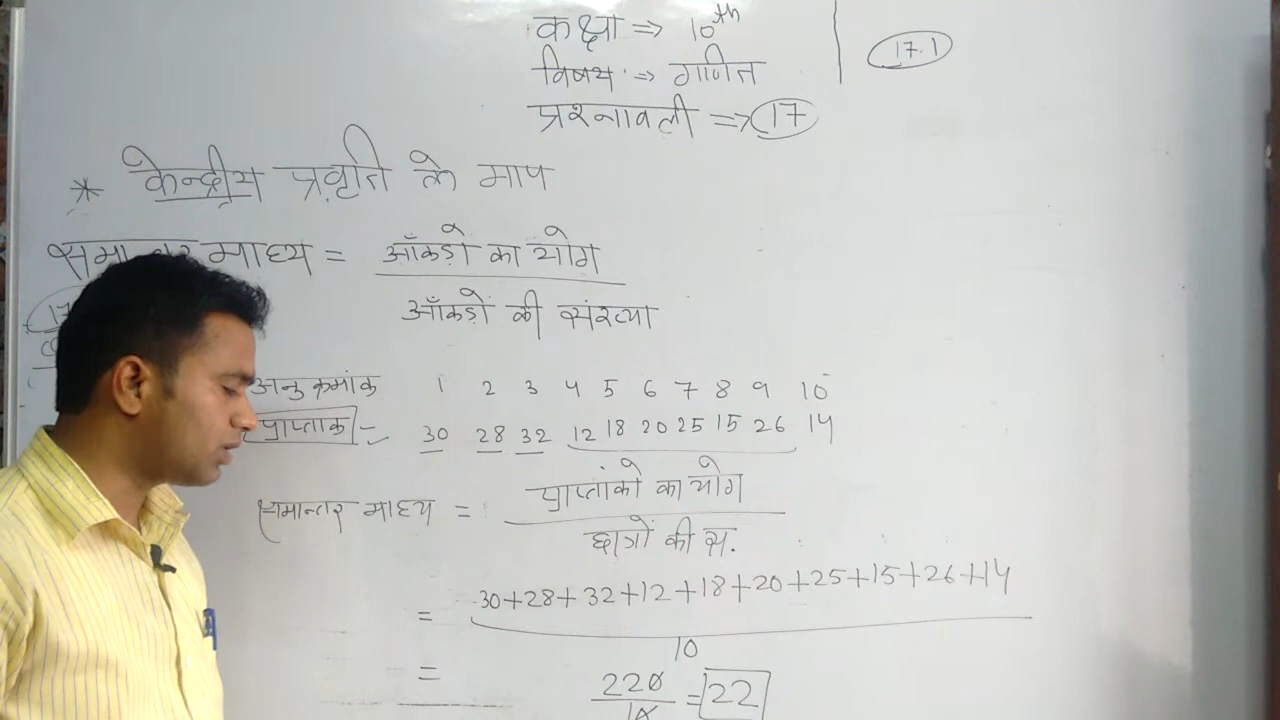 कक्षा ⇒ 10th
17.1
विषय ⇒ गणित
प्रश्नावली ⇒ 17
* केन्द्रीय प्रवृति के माप
माध्य = आँकड़ो का योग
आँकड़ों की संख्या
अनुक्रमांक 1 2 3 4 5 6 7 8 9 10
प्राप्ताक :- 30 28 32 12 18 20 25 15 26 14
समान्तर माध्य = प्राप्तांको का योग
छात्रों की स.
= 30+28+32+12+18+20+25+15+26+14
10
= 220 = 22
10